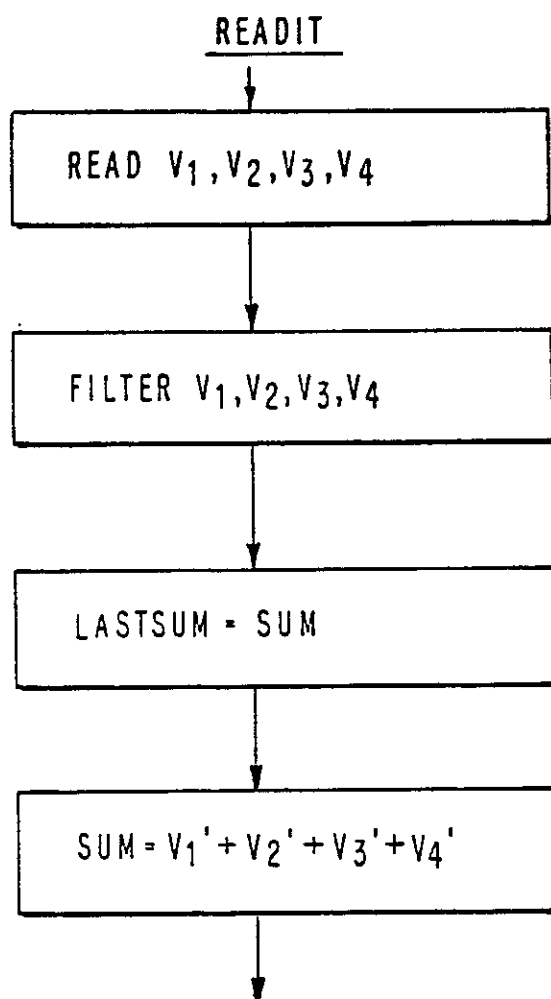 READIT
READ V₁,V₂,V₃,V₄
FILTER V₁,V₂,V₃,V₄
LASTSUM = SUM
SUM = V₁' + V₂' + V₃' + V₄'